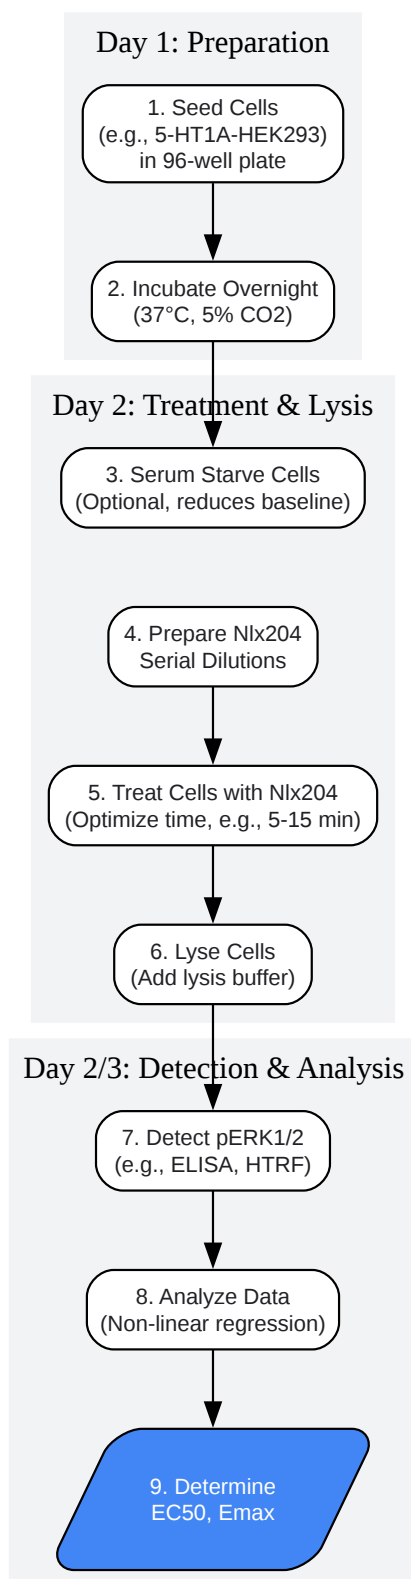 Day 1: Preparation
1. Seed Cells
(e.g., 5-HT1A-HEK293)
in 96-well plate
2. Incubate Overnight
(37°C, 5% CO2)
Day 2: Treatment & Lysis
3. Serum Starve Cells
(Optional, reduces baseline)
4. Prepare Nlx204
Serial Dilutions
5. Treat Cells with Nlx204
(Optimize time, e.g., 5-15 min)
6. Lyse Cells
(Add lysis buffer)
Day 2/3: Detection & Analysis
7. Detect pERK1/2
(e.g., ELISA, HTRF)
8. Analyze Data
(Non-linear regression)
9. Determine
EC50, Emax